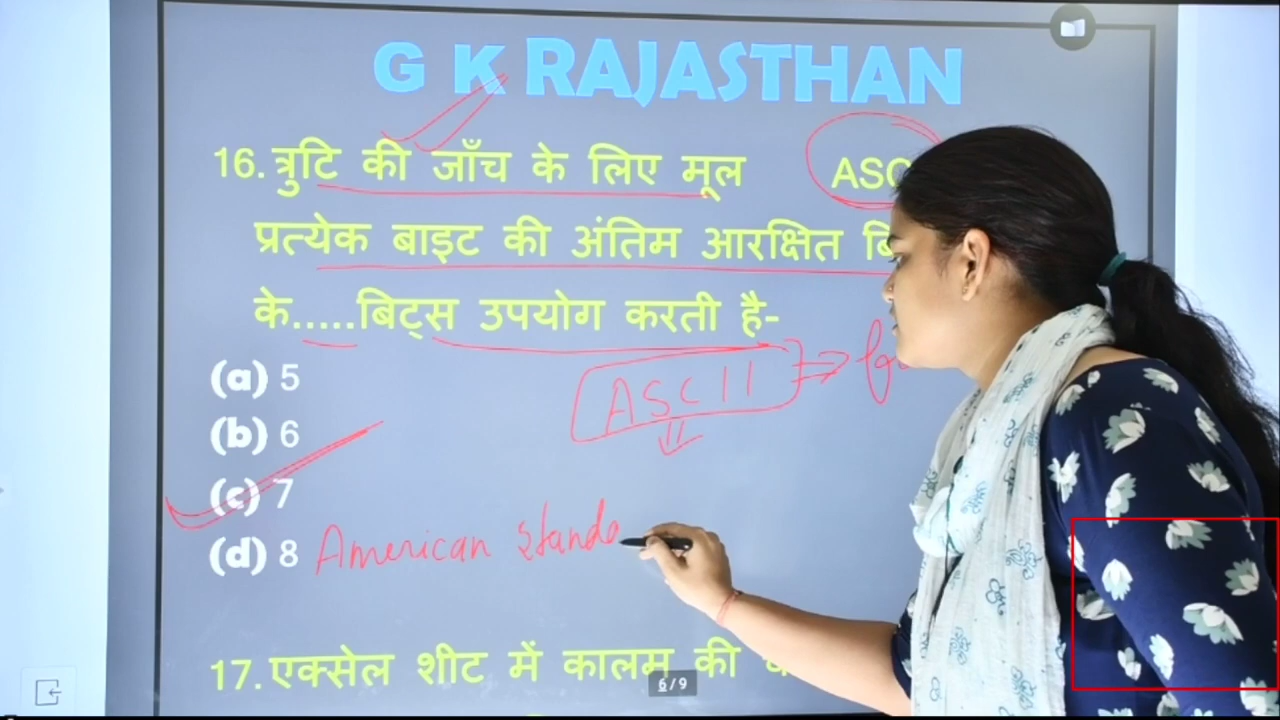 G K RAJASTHAN
16. त्रुटि की जाँच के लिए मूल ASC
प्रत्येक बाइट की अंतिम आरक्षित
के.....बिट्स उपयोग करती है-
(a) 5
ASCII
(b) 6
(c) 7
(d) 8 American standa
17. एक्सेल शीट में कालम की
6/9